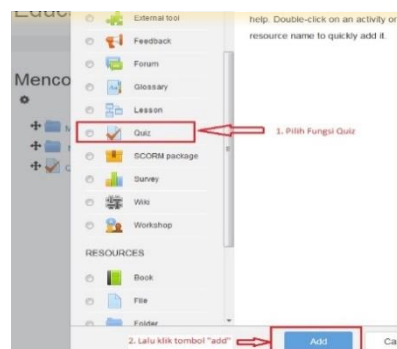 External tool
help. Double-click on an activity or
Feedback
resource name to quickly add it.
Forum
Glossary
Menco
Lesson
Quiz
1. Pilih Fungsi Quiz
SCORM package
Survey
Wiki
Workshop
RESOURCES
Book
File
Folder
2. Lalu klik tombol "add"
Add
Ca